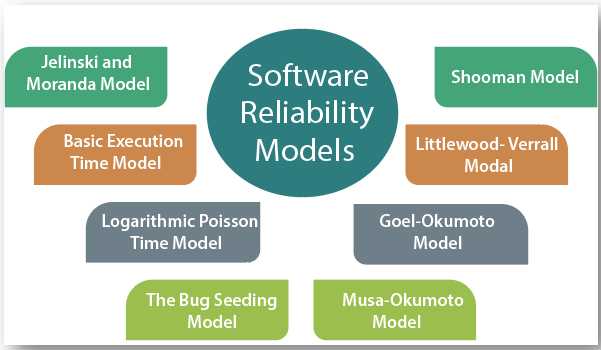 Software
Reliability
Models
Jelinski and
Moranda Model
Shooman Model
Basic Execution
Time Model
Littlewood- Verrall
Modal
Logarithmic Poisson
Time Model
Goel-Okumoto
Model
The Bug Seeding
Model
Musa-Okumoto
Model